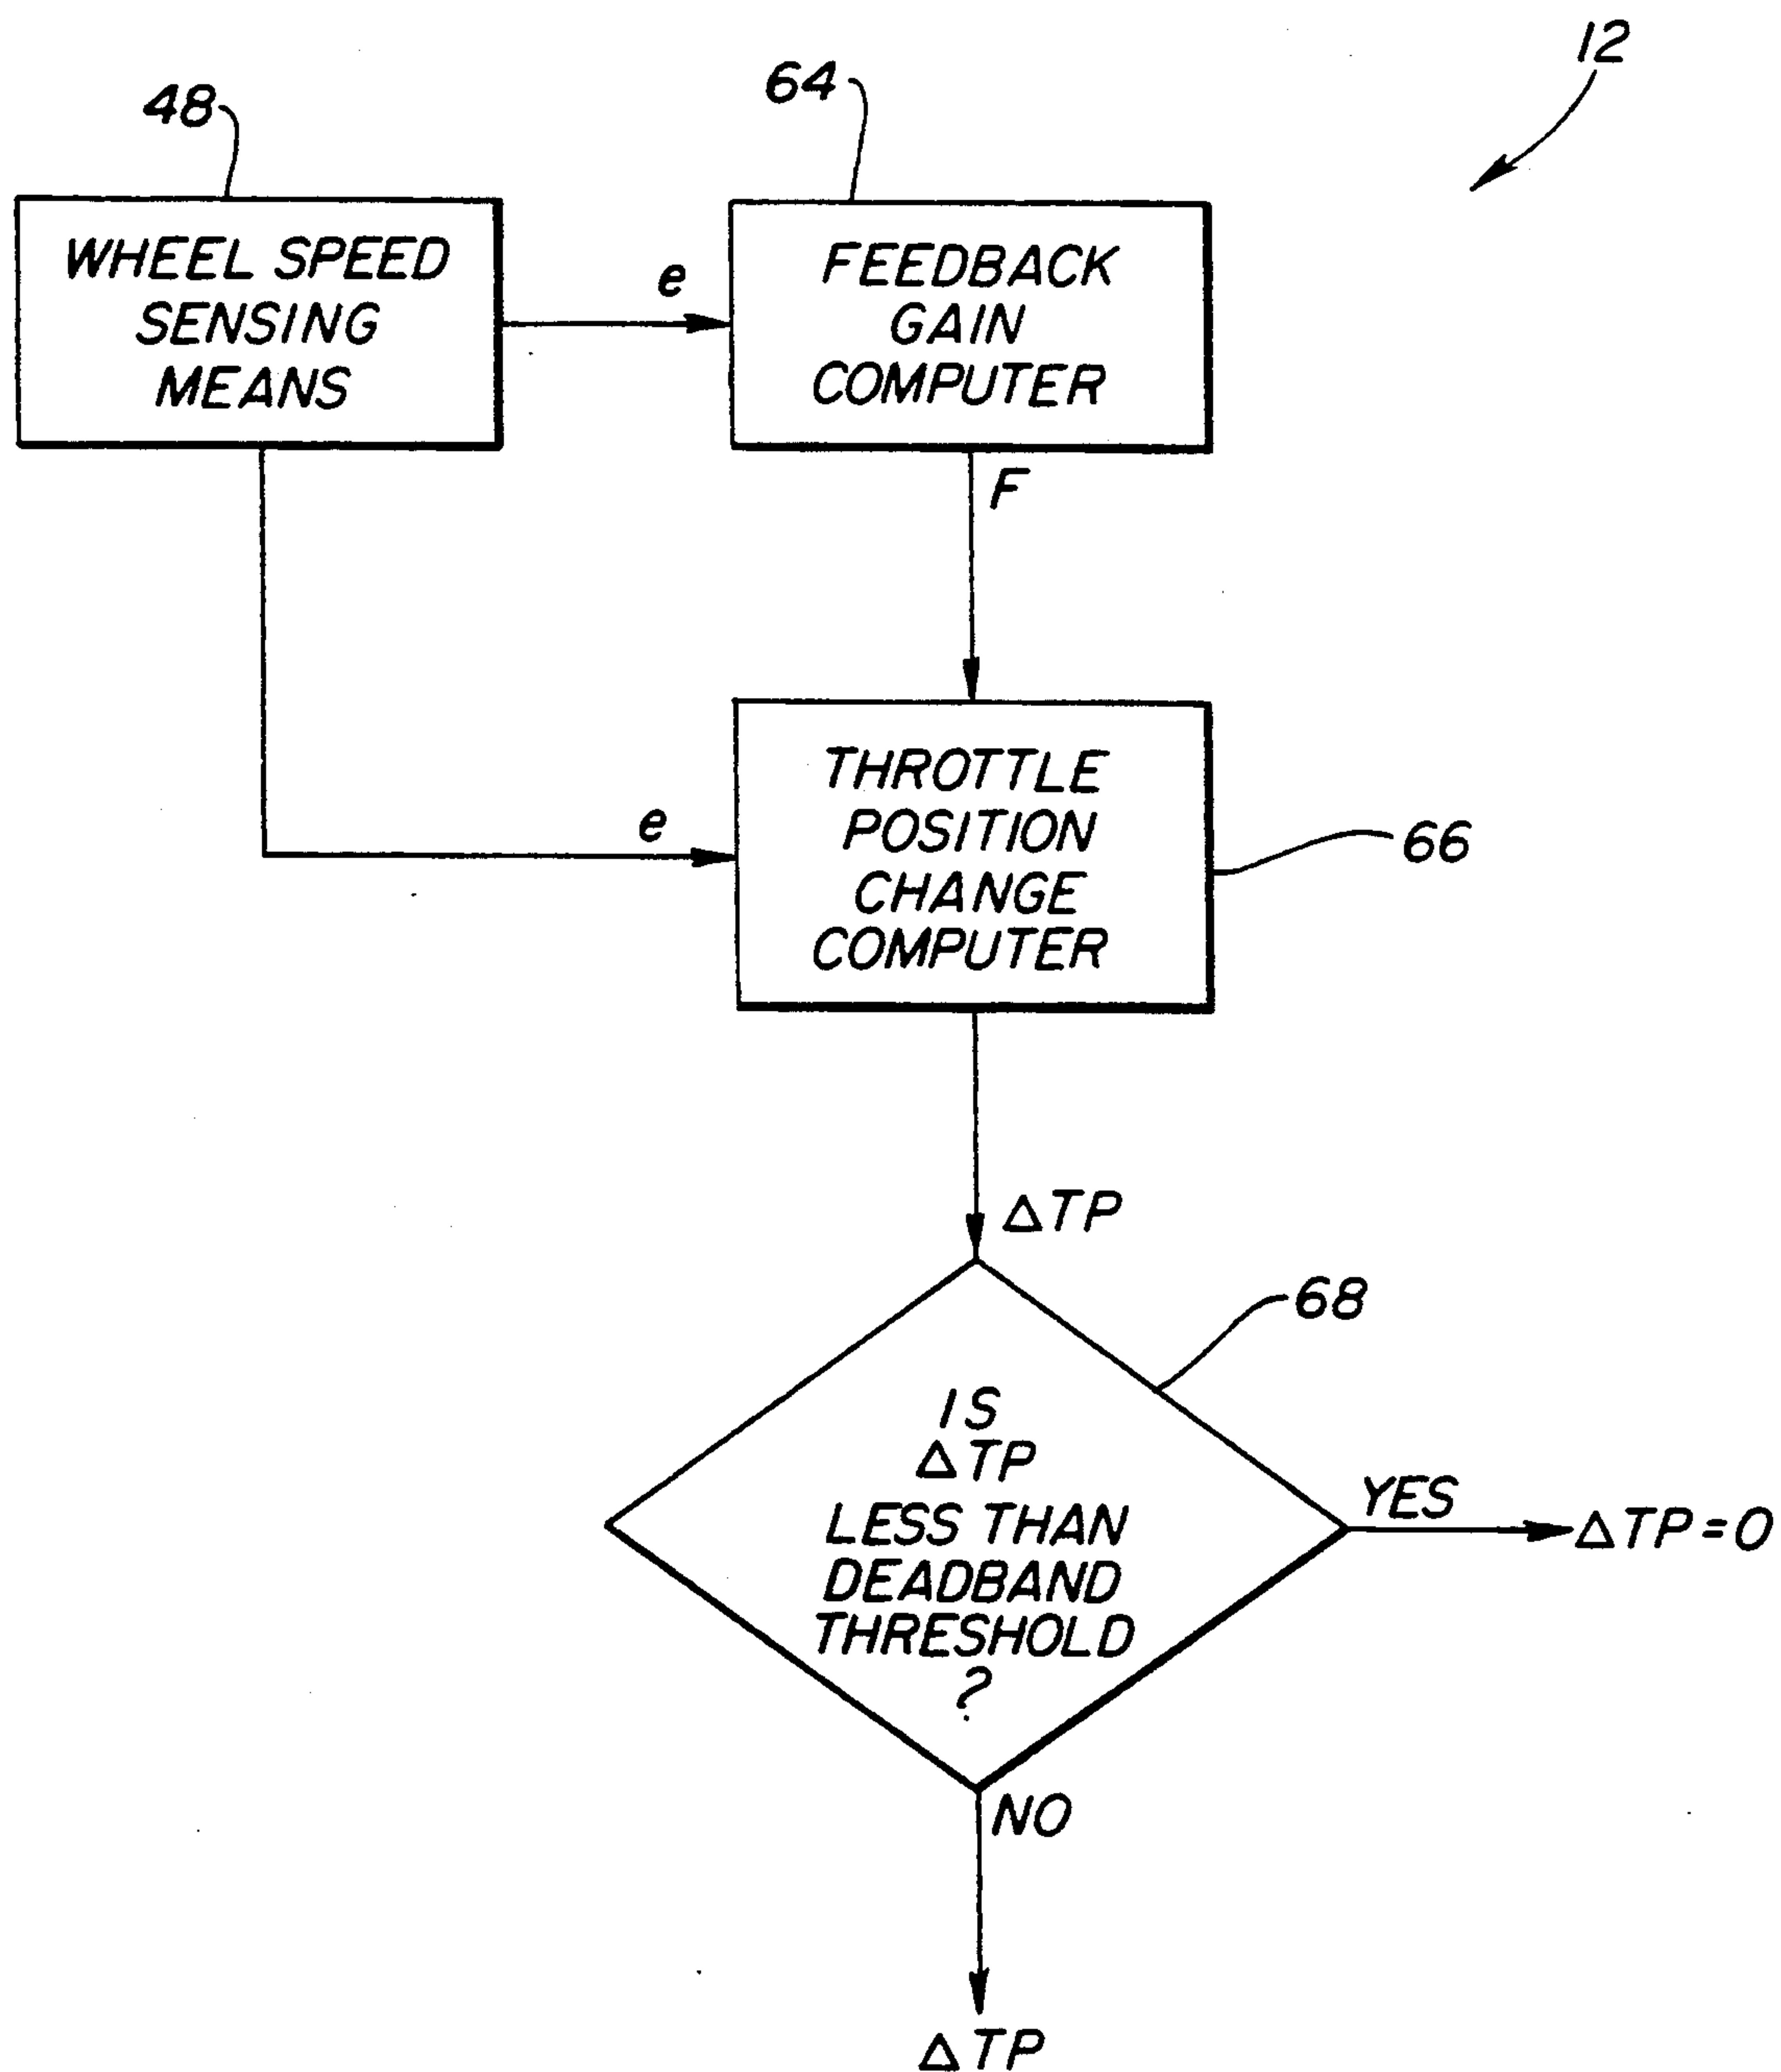 12
48
64
WHEEL SPEED
SENSING
MEANS
e
FEEDBACK
GAIN
COMPUTER
F
e
THROTTLE
POSITION
CHANGE
COMPUTER
66
ΔTP
68
IS
ΔTP
LESS THAN
DEADBAND
THRESHOLD
?
YES
ΔTP=0
NO
ΔTP